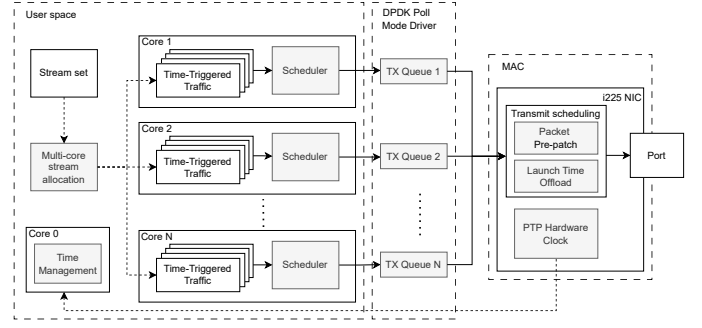 User space
DPDK Poll
Mode Driver
Stream set
Multi-core
stream
allocation
Core 0
Time
Management
Core 1
Time-Triggered
Traffic
Scheduler
Core 2
Time-Triggered
Traffic
Scheduler
Core N
Time-Triggered
Traffic
Scheduler
TX Queue 1
TX Queue 2
TX Queue N
MAC
i225 NIC
Transmit scheduling
Packet
Pre-patch
Launch Time
Offload
PTP Hardware
Clock
Port